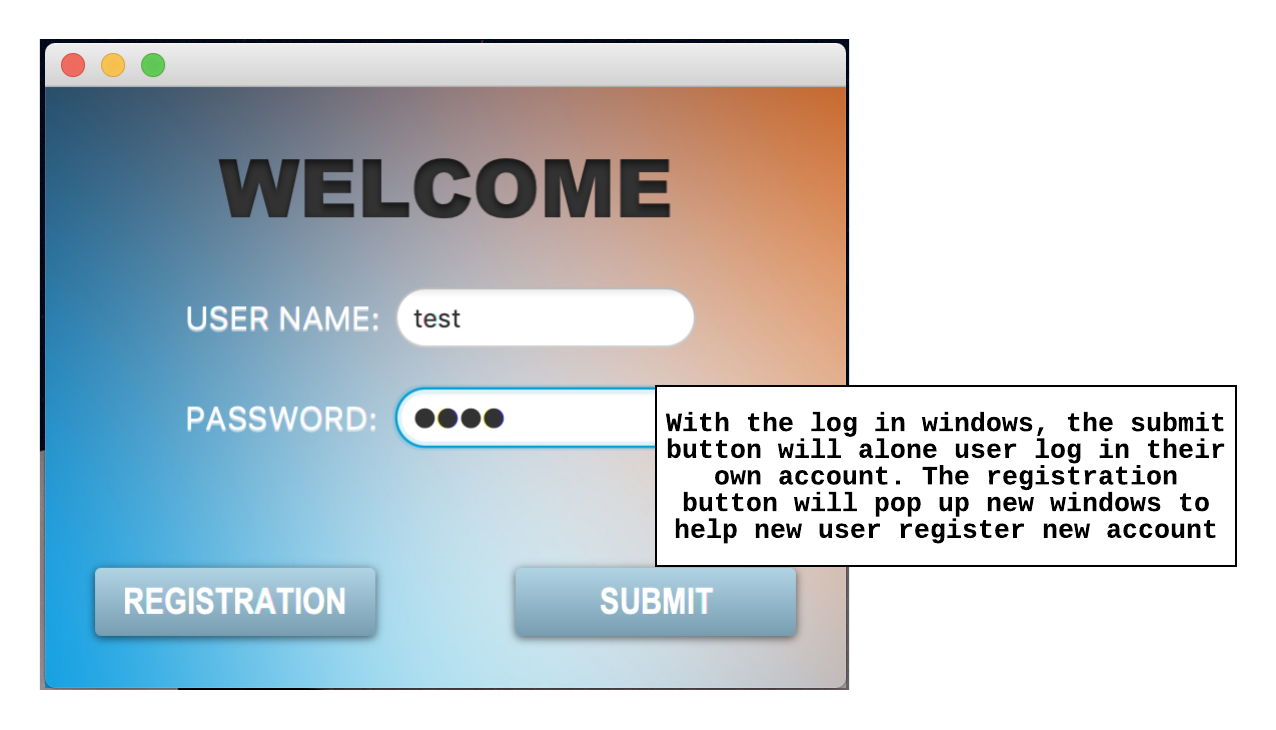 WELCOME
USER NAME: test
PASSWORD: ●●●●
With the log in windows, the submit
button will alone user log in their
own account. The registration
button will pop up new windows to
help new user register new account
REGISTRATION SUBMIT